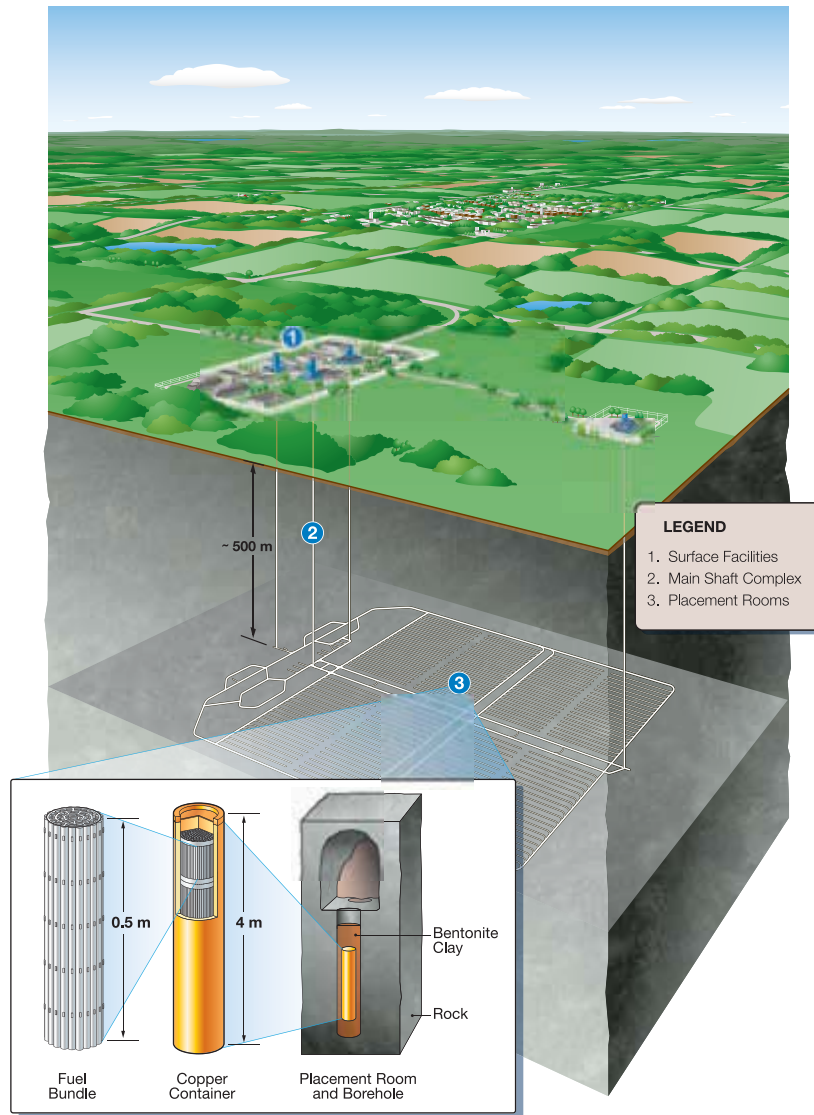 1
~ 500 m
2
LEGEND
1. Surface Facilities
2. Main Shaft Complex
3. Placement Rooms
3
0.5 m
4 m
Bentonite
Clay
Rock
Fuel
Bundle
Copper
Container
Placement Room
and Borehole